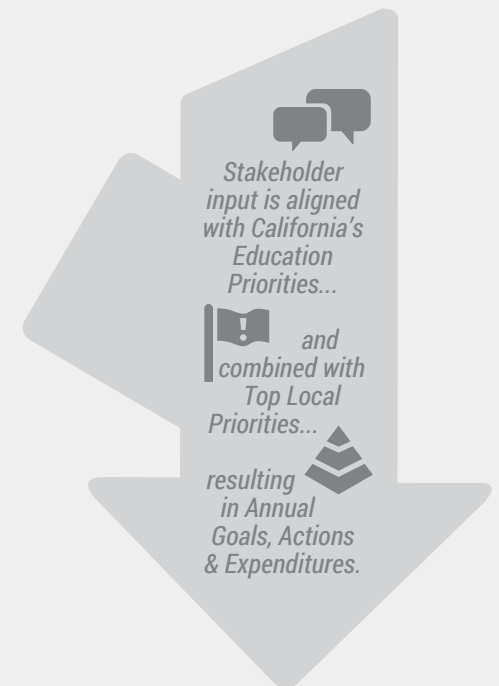 Stakeholder
input is aligned
with California's
Education
Priorities...
!
and
combined with
Top Local
Priorities...
resulting
in Annual
Goals, Actions
& Expenditures.